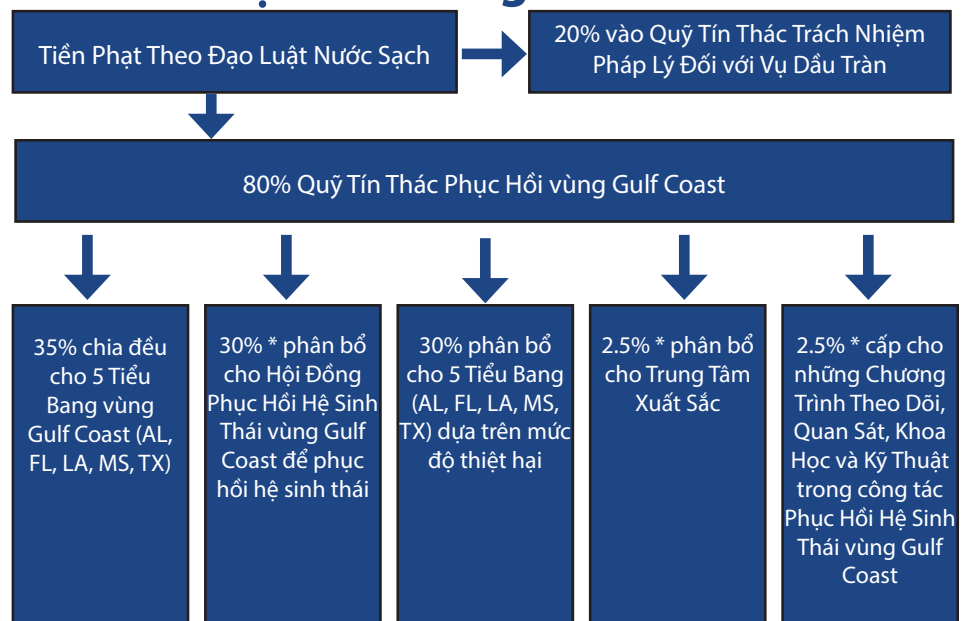 Tiền Phạt Theo Đạo Luật Nước Sạch
20% vào Quỹ Tín Thác Trách Nhiệm
Pháp Lý Đối với Vụ Dầu Tràn
80% Quỹ Tín Thác Phục Hồi vùng Gulf Coast
35% chia đều
cho 5 Tiểu
Bang vùng
Gulf Coast (AL,
FL, LA, MS, TX)
30% * phân bổ
cho Hội Đồng
Phục Hồi Hệ Sinh
Thái vùng Gulf
Coast để phục
hồi hệ sinh thái
30% phân bổ
cho 5 Tiểu Bang
(AL, FL, LA, MS,
TX) dựa trên mức
độ thiệt hại
2.5% * phân bổ
cho Trung Tâm
Xuất Sắc
2.5% * cấp cho
những Chương
Trình Theo Dõi,
Quan Sát, Khoa
Học và Kỹ Thuật
trong công tác
Phục Hồi Hệ Sinh
Thái vùng Gulf
Coast